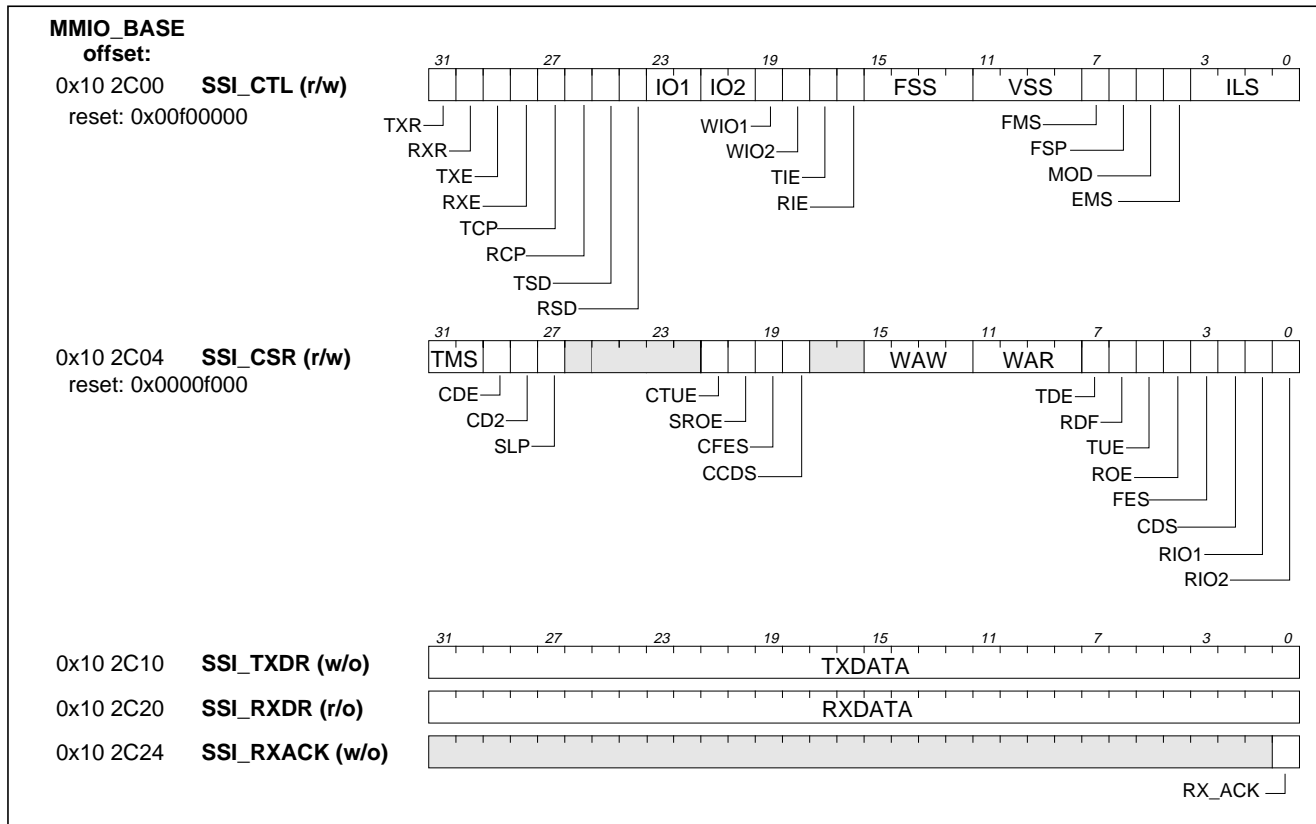 MMIO_BASE
offset:
31 27 23 19 15 11 7 3 0
0x10 2C00 SSI_CTL (r/w) IO1 IO2 FSS VSS ILS
reset: 0x00f00000
TXR WIO1 FMS
RXR WIO2 FSP
TXE TIE MOD
RXE RIE EMS
TCP
RCP
TSD
RSD
31 27 23 19 15 11 7 3 0
0x10 2C04 SSI_CSR (r/w) TMS WAW WAR
reset: 0x0000f000
CDE CTUE TDE
CD2 SROE RDF
SLP CFES TUE
CCDS ROE
FES
CDS
RIO1
RIO2
31 27 23 19 15 11 7 3 0
0x10 2C10 SSI_TXDR (w/o) TXDATA
0x10 2C20 SSI_RXDR (r/o) RXDATA
0x10 2C24 SSI_RXACK (w/o)
RX_ACK